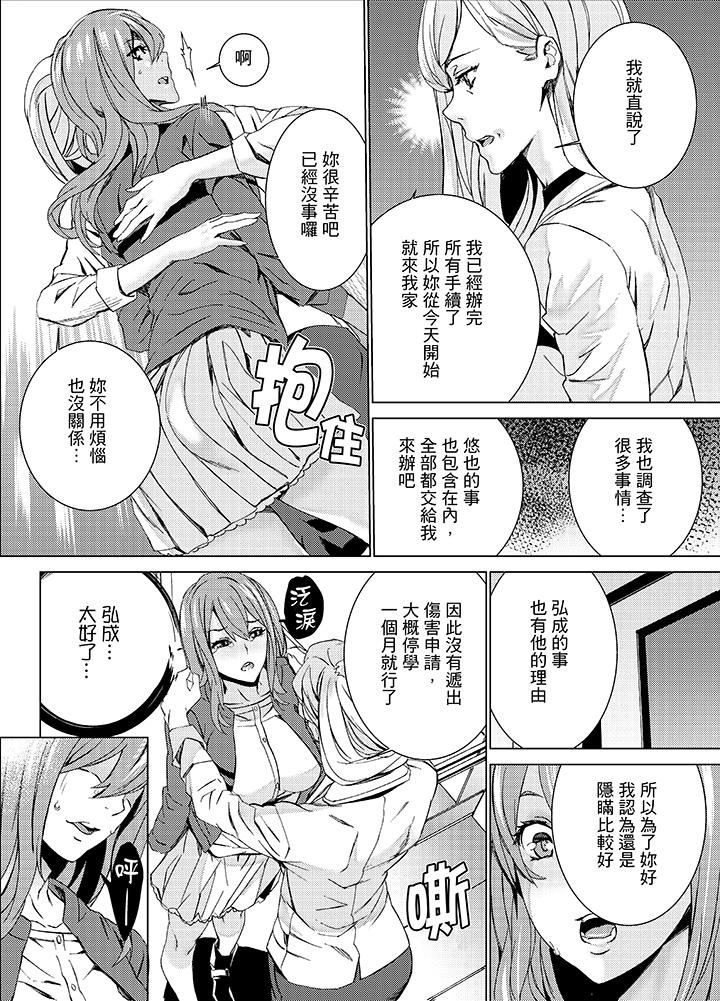 我就直說了
我已經辦完
所有手續了
所以妳從今天開始
就來我家
啊
妳很辛苦吧
已經沒事囉
抱住
妳不用煩惱
也沒關係…
我也調查了
很多事情…
悠也的事
也包含在內，
全部都交給我
來辦吧
弘成的事
也有他的理由
所以為了妳好
我認為還是
隱瞞比較好
因此沒有遞出
傷害申請，
大概停學
一個月就行了
泛淚
弘成…
太好了…
嘶
呼—